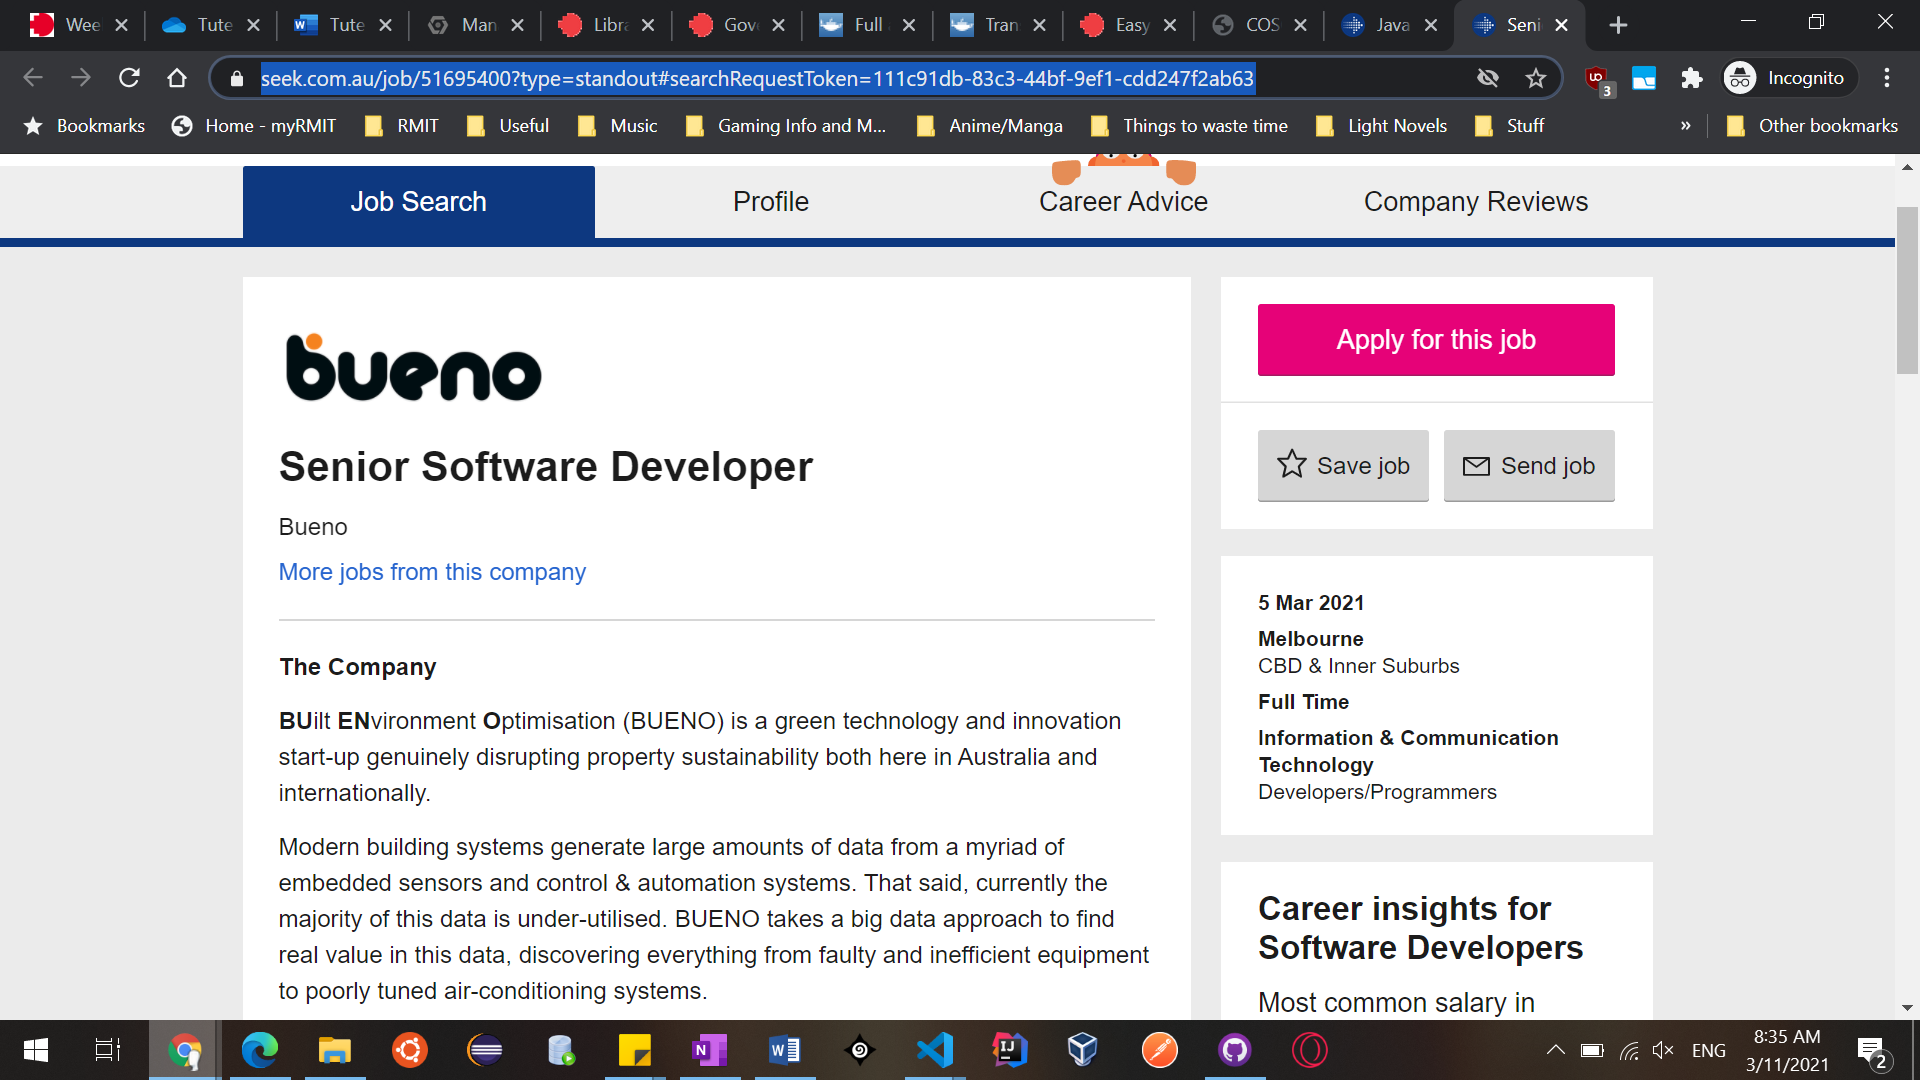 Wee
Tute
Tute
Man
Libra
Gov
Full
Tran
Easy
COS
Java
Seni
seek.com.au/job/51695400?type=standout#searchRequestToken=111c91db-83c3-44bf-9ef1-cdd247f2ab63
3
Incognito
Bookmarks
Home - myRMIT
RMIT
Useful
Music
Gaming Info and M...
Anime/Manga
Things to waste time
Light Novels
Stuff
»
Other bookmarks
Job Search
Profile
Career Advice
Company Reviews
bueno
Senior Software Developer
Bueno
More jobs from this company
The Company
BUilt ENvironment Optimisation (BUENO) is a green technology and innovation
start-up genuinely disrupting property sustainability both here in Australia and
internationally.
Modern building systems generate large amounts of data from a myriad of
embedded sensors and control & automation systems. That said, currently the
majority of this data is under-utilised. BUENO takes a big data approach to find
real value in this data, discovering everything from faulty and inefficient equipment
to poorly tuned air-conditioning systems.
Apply for this job
Save job
Send job
5 Mar 2021
Melbourne
CBD & Inner Suburbs
Full Time
Information & Communication
Technology
Developers/Programmers
Career insights for
Software Developers
Most common salary in
ENG
8:35 AM
3/11/2021
2